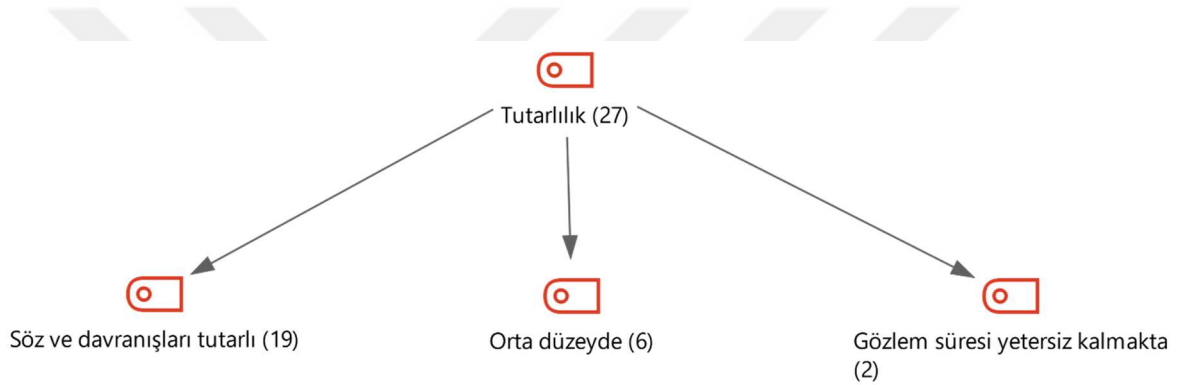 Tutarlılık (27)
Söz ve davranışları tutarlı (19)
Orta düzeyde (6)
Gözlem süresi yetersiz kalmakta
(2)